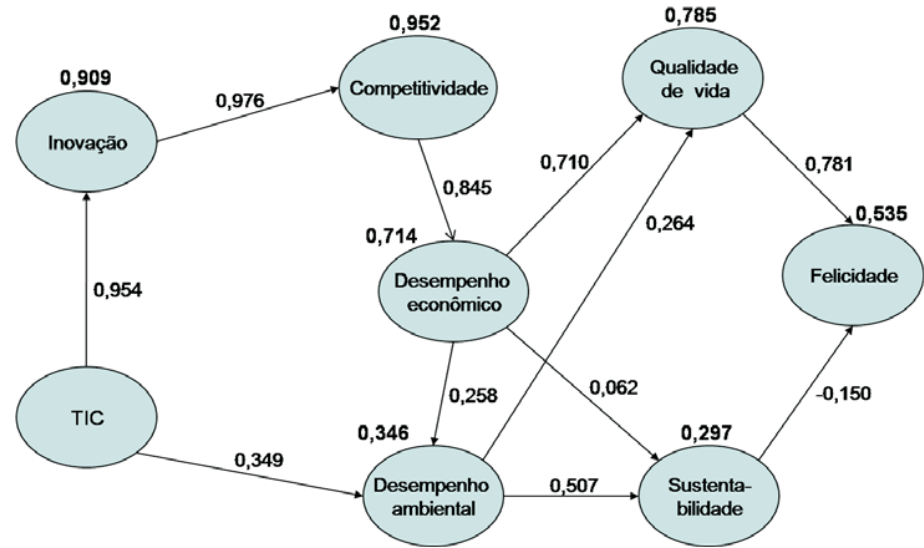 0,785
0,952
0,909
Qualidade
de vida
Competitividade
0,976
Inovação
0,710
0,781
0,845
0,264
0,535
0,714
Desempenho
econômico
Felicidade
0,954
0,258
0,062
-0,150
TIC
0,346
0,297
0,349
Desempenho
ambiental
0,507
Sustenta-
bilidade